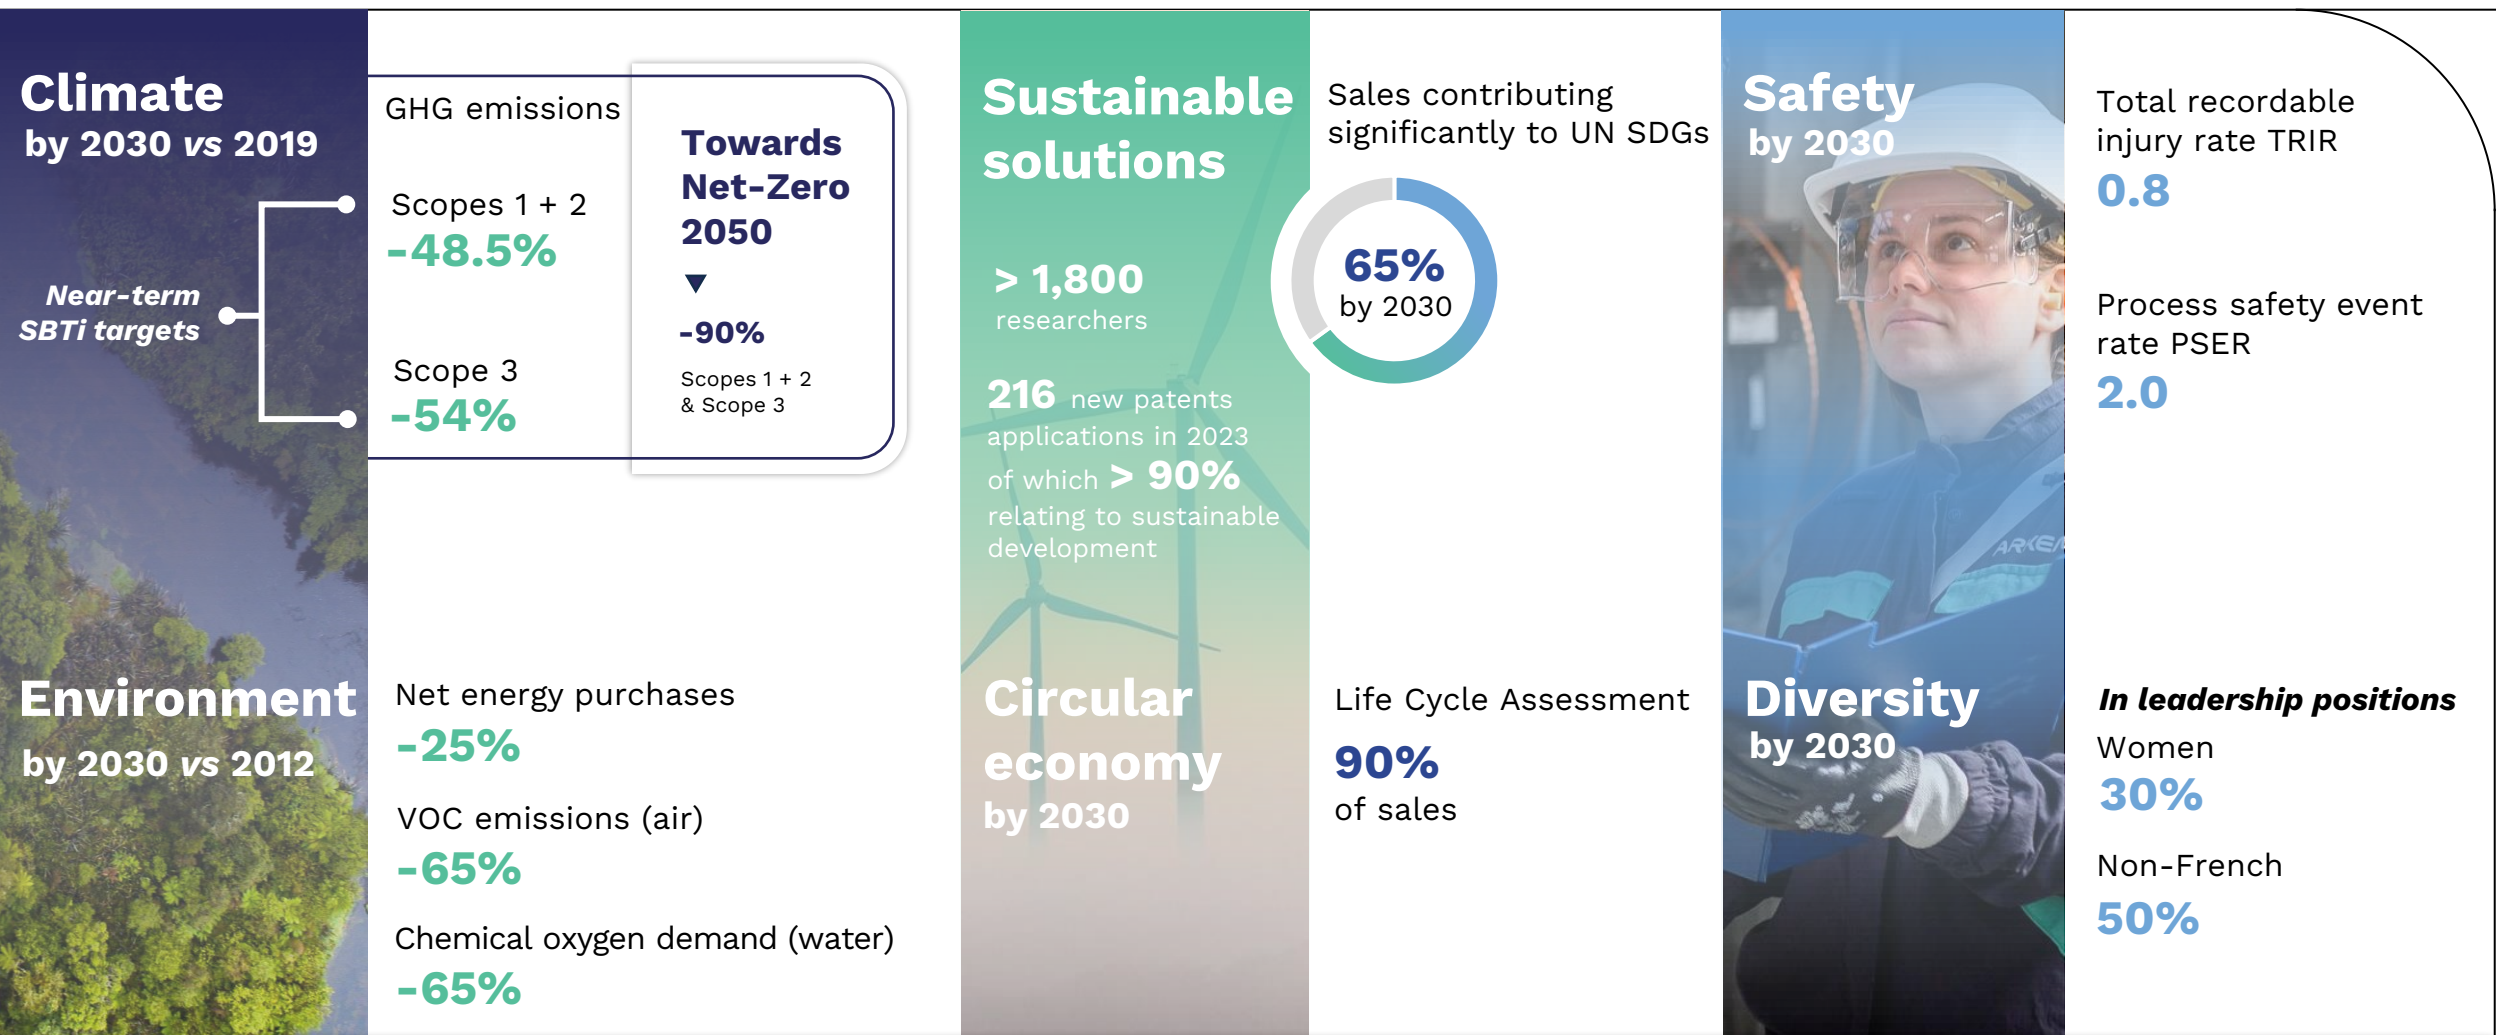 Climate
by 2030 vs 2019
Near-term
SBTi targets
GHG emissions
Scopes 1 + 2
-48.5%
Scope 3
-54%
Towards
Net-Zero
2050
▼
-90%
Scopes 1 + 2
& Scope 3
Environment
by 2030 vs 2012
Net energy purchases
-25%
VOC emissions (air)
-65%
Chemical oxygen demand (water)
-65%
Sustainable
solutions
> 1,800
researchers
216 new patents
applications in 2023
of which > 90%
relating to sustainable
development
Sales contributing
significantly to UN SDGs
65%
by 2030
Circular
economy
by 2030
Life Cycle Assessment
90%
of sales
Safety
by 2030
Total recordable
injury rate TRIR
0.8
Process safety event
rate PSER
2.0
ARKEM
Diversity
by 2030
In leadership positions
Women
30%
Non-French
50%